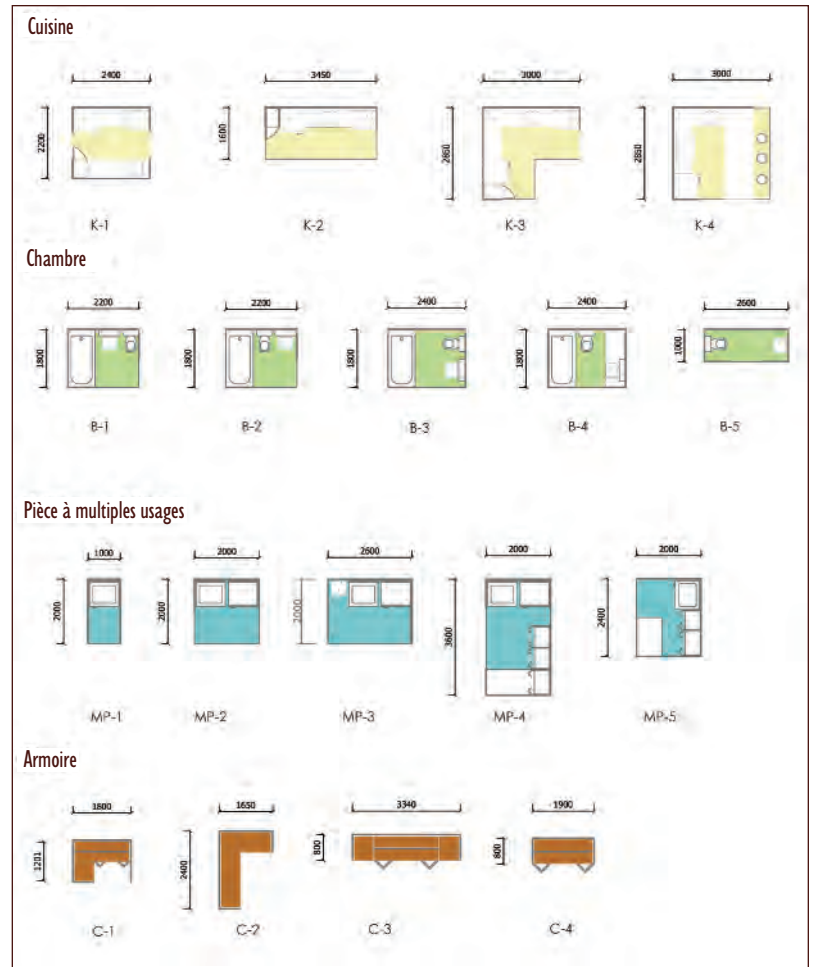 Cuisine
2400 3450 3000 3000
2200 1600 2860 2860
K-1 K-2 K-3 K-4
Chambre
2200 2200 2400 2400 2600
1800 1800 1800 1800 1000
B-1 B-2 B-3 B-4 B-5
Pièce à multiples usages
1000 2000 2600 2000 2000
2000 2000 2000 3600 2400
MP-1 MP-2 MP-3 MP-4 MP-5
Armoire
1800 1650 3340 1900
1201 2400 800 800
C-1 C-2 C-3 C-4